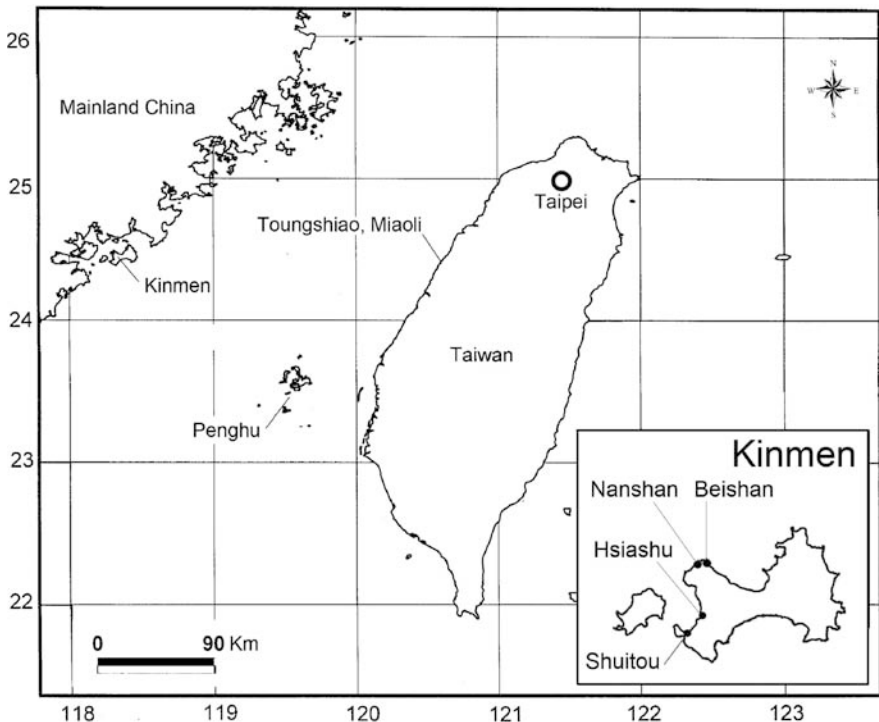 26
Mainland China
N
W E
S
25
Taipei
Toungshiao, Miaoli
Kinmen
24
Taiwan
Penghu
23
Kinmen
Nanshan Beishan
Hsiashu
22
0 90 Km
Shuitou
118 119 120 121 122 123